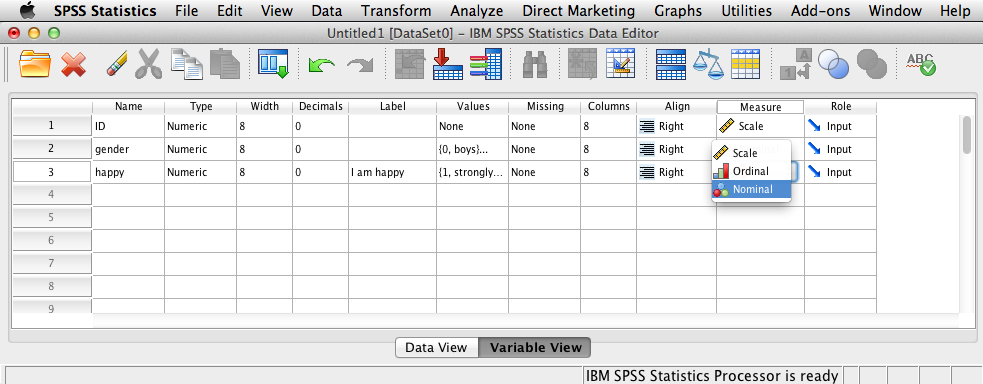 SPSS Statistics File Edit View Data Transform Analyze Direct Marketing Graphs Utilities Add-ons Window Help
Untitled1 [DataSet0] – IBM SPSS Statistics Data Editor
ABC
Name Type Width Decimals Label Values Missing Columns Align Measure Role
1 ID Numeric 8 0 None None 8 Right Scale Input
2 gender Numeric 8 0 {0, boys}... None 8 Right Input
3 happy Numeric 8 0 I am happy {1, strongly... None 8 Right Input
Scale
Ordinal
Nominal
4
5
6
7
8
9
Data View Variable View
IBM SPSS Statistics Processor is ready